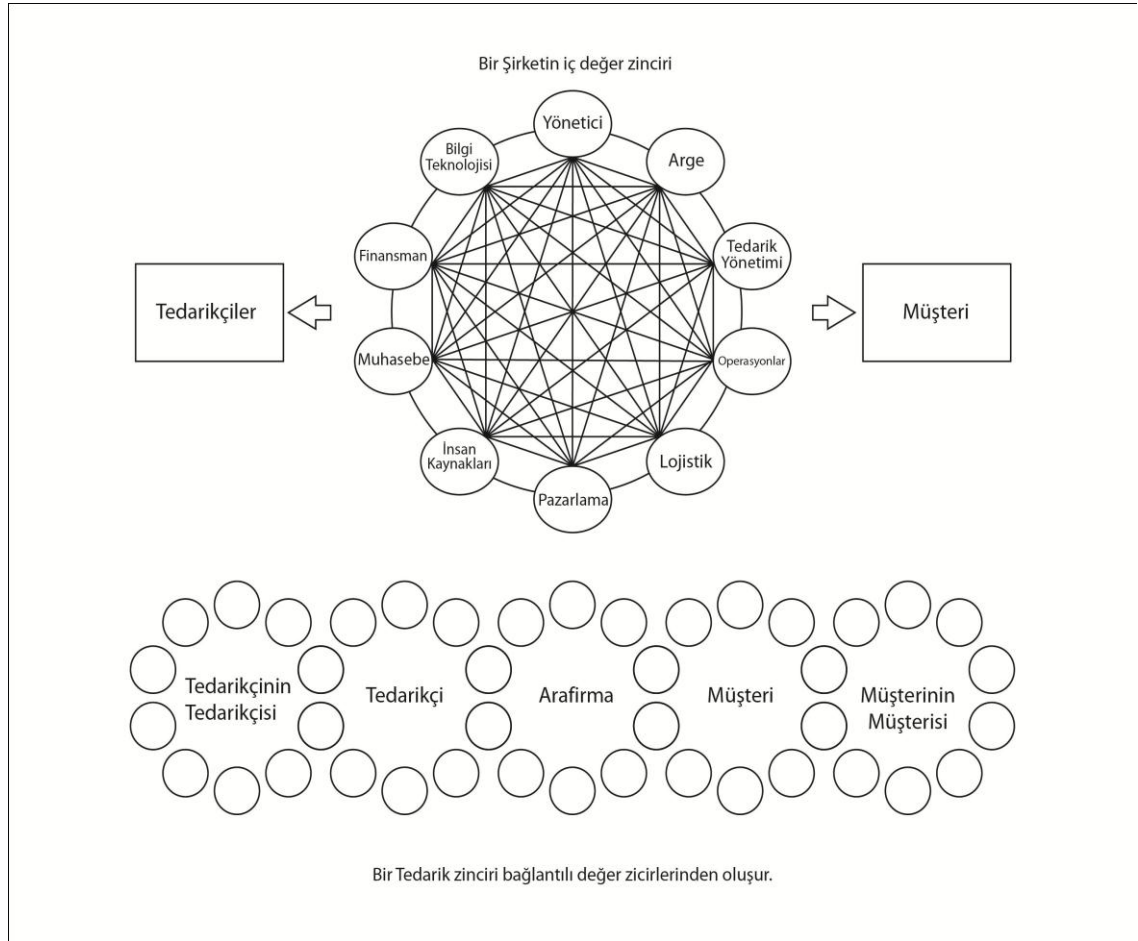 Bir Şirketin iç değer zinciri
Yönetici
Bilgi
Teknolojisi
Arge
Finansman
Tedarik
Yönetimi
Tedarikçiler
Müşteri
Muhasebe
Operasyonlar
İnsan
Kaynakları
Lojistik
Pazarlama
Tedarikçinin
Tedarikçisi
Tedarikçi
Arafirma
Müşteri
Müşterinin
Müşterisi
Bir Tedarik zinciri bağlantılı değer zicirlerinden oluşur.